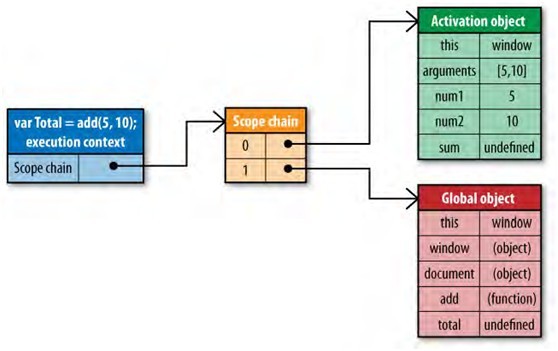 var Total = add(5, 10);
execution context
Scope chain
Scope chain
0
1
Activation object
this window
arguments [5,10]
num1 5
num2 10
sum undefined
Global object
this window
window (object)
document (object)
add (function)
total undefined